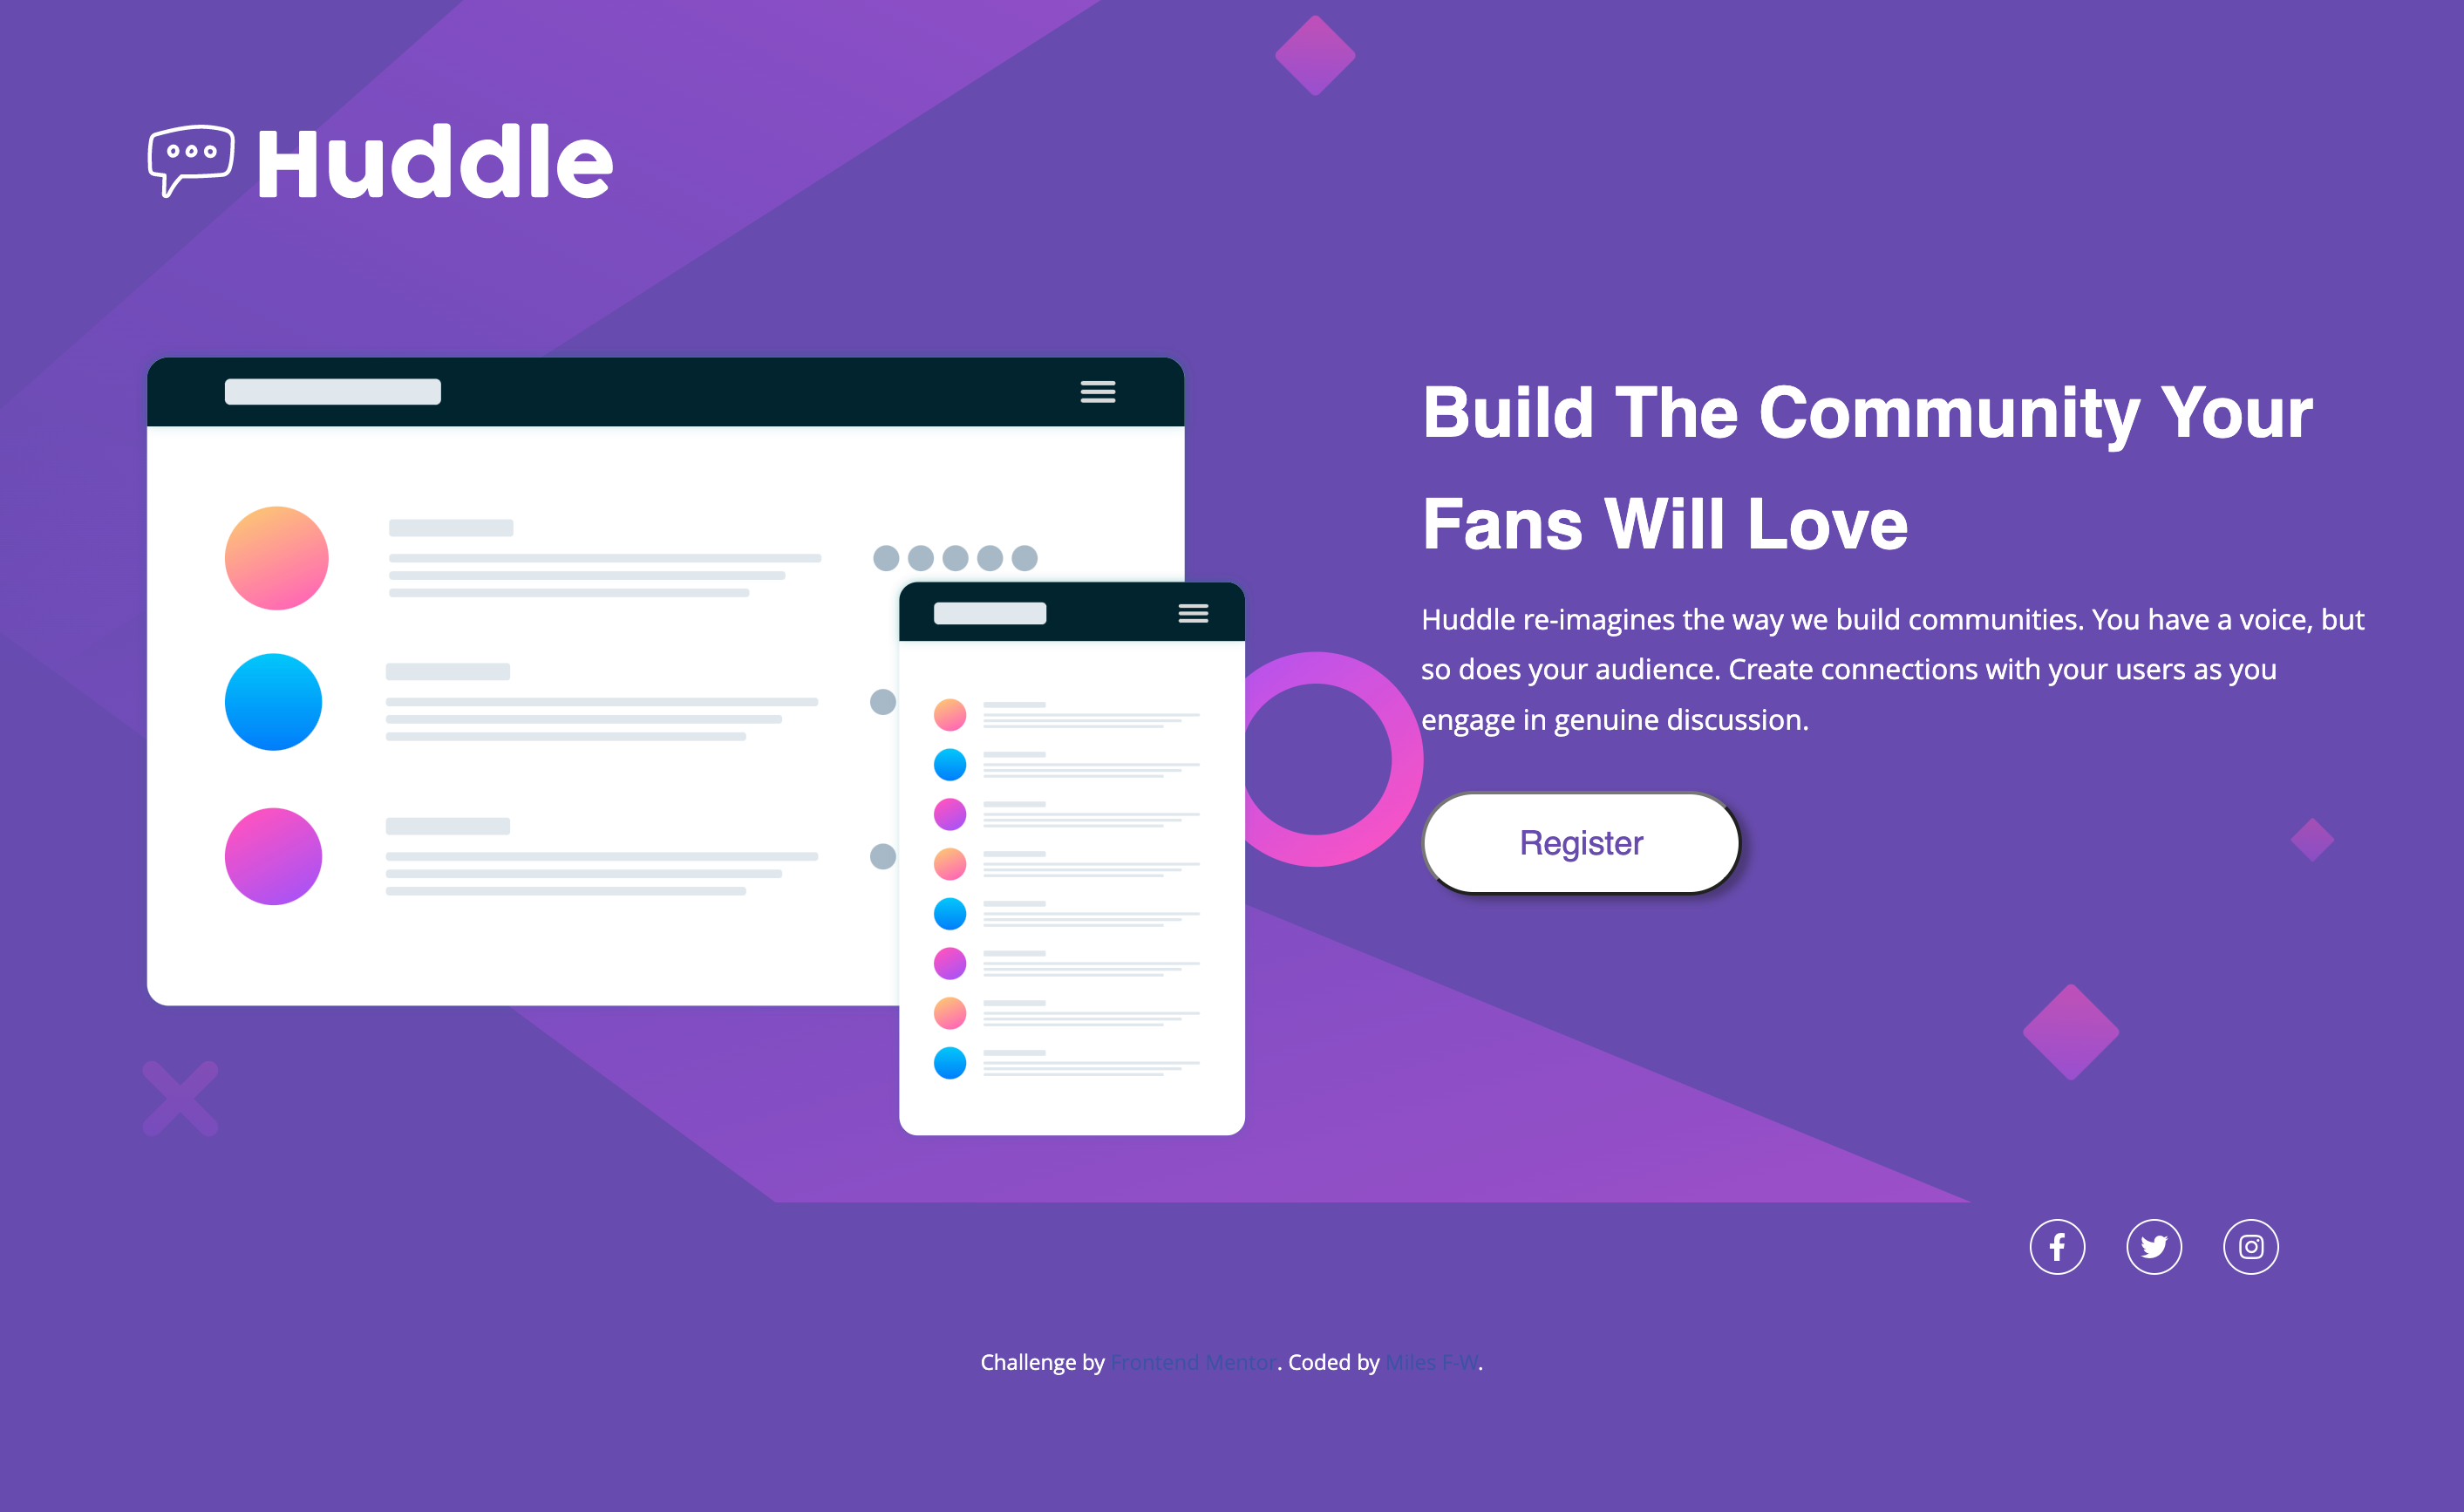 Huddle
Build The Community Your
Fans Will Love
Huddle re-imagines the way we build communities. You have a voice, but
so does your audience. Create connections with your users as you
engage in genuine discussion.
Register
Challenge by Frontend Mentor. Coded by Miles F-W.